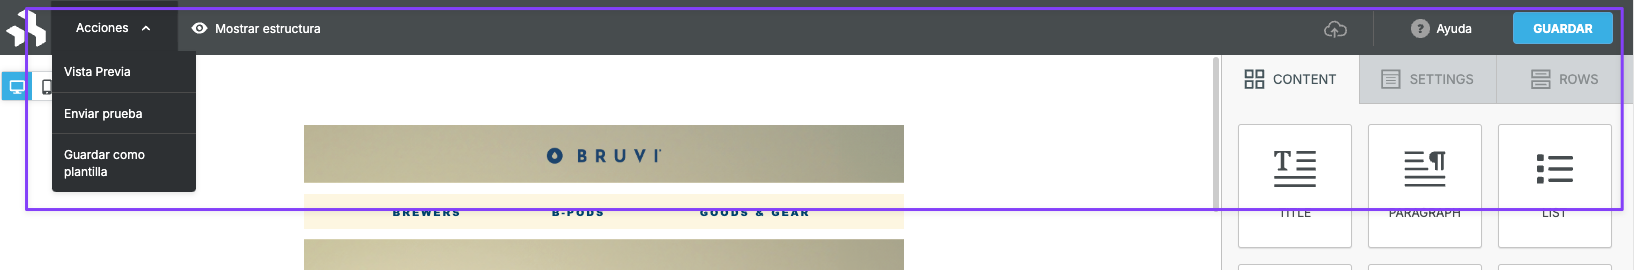 Acciones
Mostrar estructura
? Ayuda
GUARDAR
Vista Previa
Enviar prueba
Guardar como
plantilla
CONTENT
SETTINGS
ROWS
BRUVI
BREWERS
B-PODS
GOODS & GEAR
TITLE
PARAGRAPH
LIST